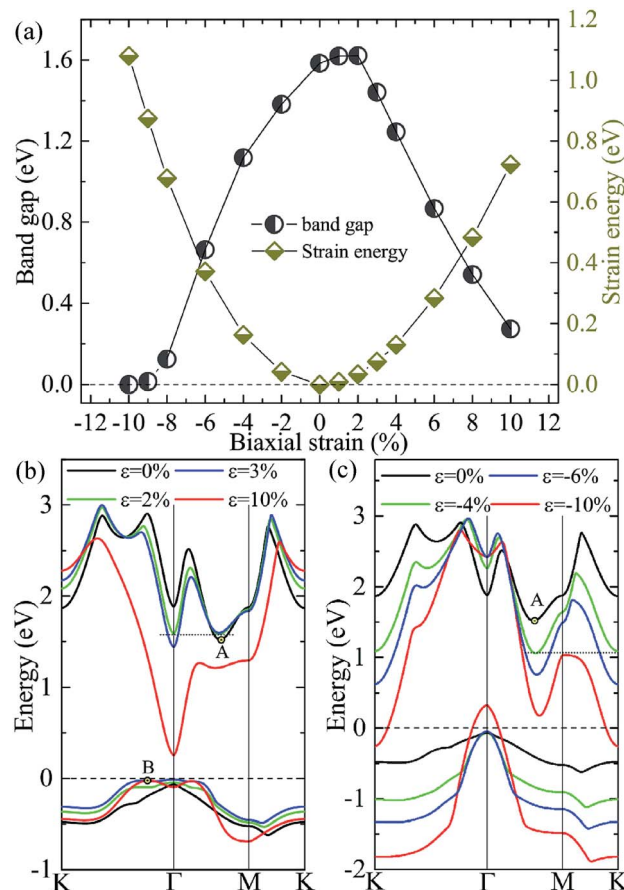 (a)
Band gap (eV)
1.6
1.2
0.8
0.4
0.0
band gap
Strain energy
1.2
1.0
0.8
0.6
0.4
0.2
0.0
Strain energy (eV)
-12 -10 -8 -6 -4 -2 0 2 4 6 8 10 12
Biaxial strain (%)
(b)
ε=0% ε=3%
ε=2% ε=10%
Energy (eV)
3
2
1
0
-1
A
B
K Γ M K
(c)
ε=0% ε=-6%
ε=-4% ε=-10%
Energy (eV)
3
2
1
0
-1
-2
A
K Γ M K